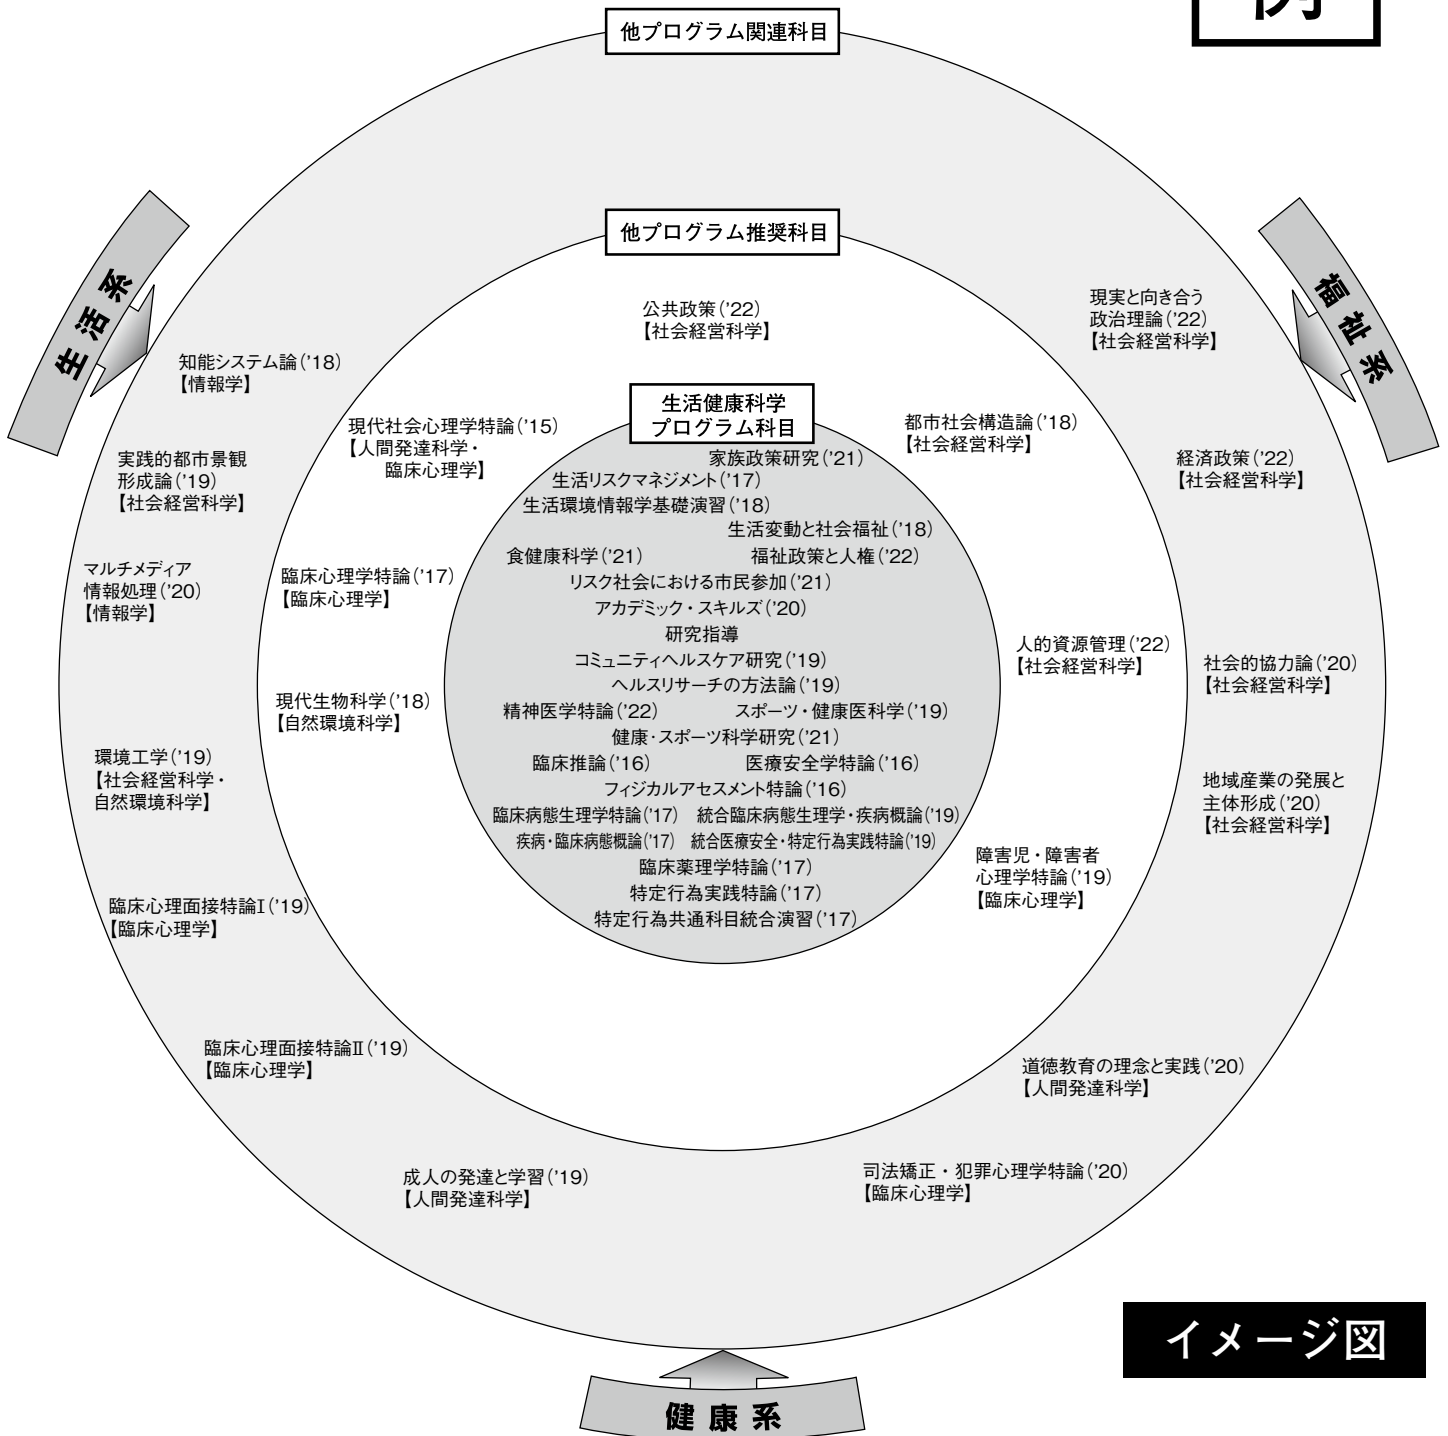 例
他プログラム関連科目
他プログラム推奨科目
生活系
福祉系
公共政策('22)
【社会経営科学】
現実と向き合う
政治理論('22)
【社会経営科学】
知能システム論('18)
【情報学】
生活健康科学
プログラム科目
現代社会心理学特論('15)
【人間発達科学・
臨床心理学】
都市社会構造論('18)
【社会経営科学】
実践的都市景観
形成論('19)
【社会経営科学】
経済政策('22)
【社会経営科学】
家族政策研究('21)
生活リスクマネジメント('17)
生活環境情報学基礎演習('18)
生活変動と社会福祉('18)
食健康科学('21) 福祉政策と人権('22)
リスク社会における市民参加('21)
アカデミック・スキルズ('20)
研究指導
コミュニティヘルスケア研究('19)
ヘルスリサーチの方法論('19)
精神医学特論('22) スポーツ・健康医科学('19)
健康・スポーツ科学研究('21)
臨床推論('16) 医療安全学特論('16)
フィジカルアセスメント特論('16)
臨床病態生理学特論('17) 統合臨床病態生理学・疾病概論('19)
疾病・臨床病態概論('17) 統合医療安全・特定行為実践特論('19)
臨床薬理学特論('17)
特定行為実践特論('17)
特定行為共通科目統合演習('17)
マルチメディア
情報処理('20)
【情報学】
臨床心理学特論('17)
【臨床心理学】
人的資源管理('22)
【社会経営科学】
社会的協力論('20)
【社会経営科学】
現代生物科学('18)
【自然環境科学】
環境工学('19)
【社会経営科学・
自然環境科学】
地域産業の発展と
主体形成('20)
【社会経営科学】
障害児・障害者
心理学特論('19)
【臨床心理学】
臨床心理面接特論Ⅰ('19)
【臨床心理学】
臨床心理面接特論Ⅱ('19)
【臨床心理学】
道徳教育の理念と実践('20)
【人間発達科学】
成人の発達と学習('19)
【人間発達科学】
司法矯正・犯罪心理学特論('20)
【臨床心理学】
イメージ図
健康系